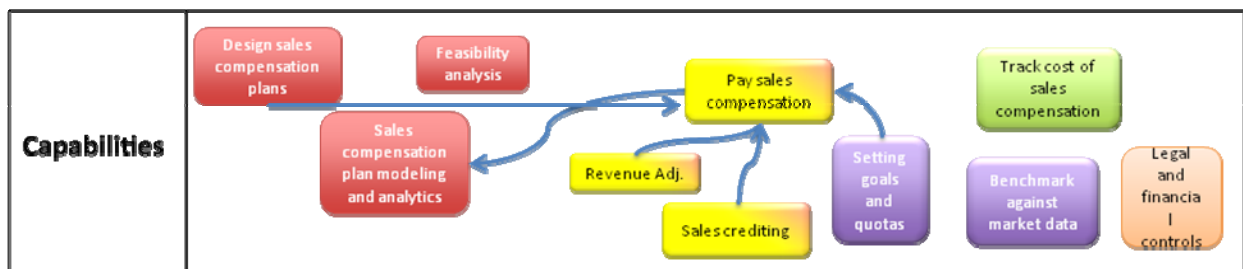 Capabilities
Design sales
compensation
plans
Feasibility
analysis
Sales
compensation
plan modeling
and analytics
Pay sales
compensation
Revenue Adj.
Sales crediting
Setting
goals
and
quotas
Track cost of
sales
compensation
Benchmark
against
market data
Legal
and
financia
l
controls